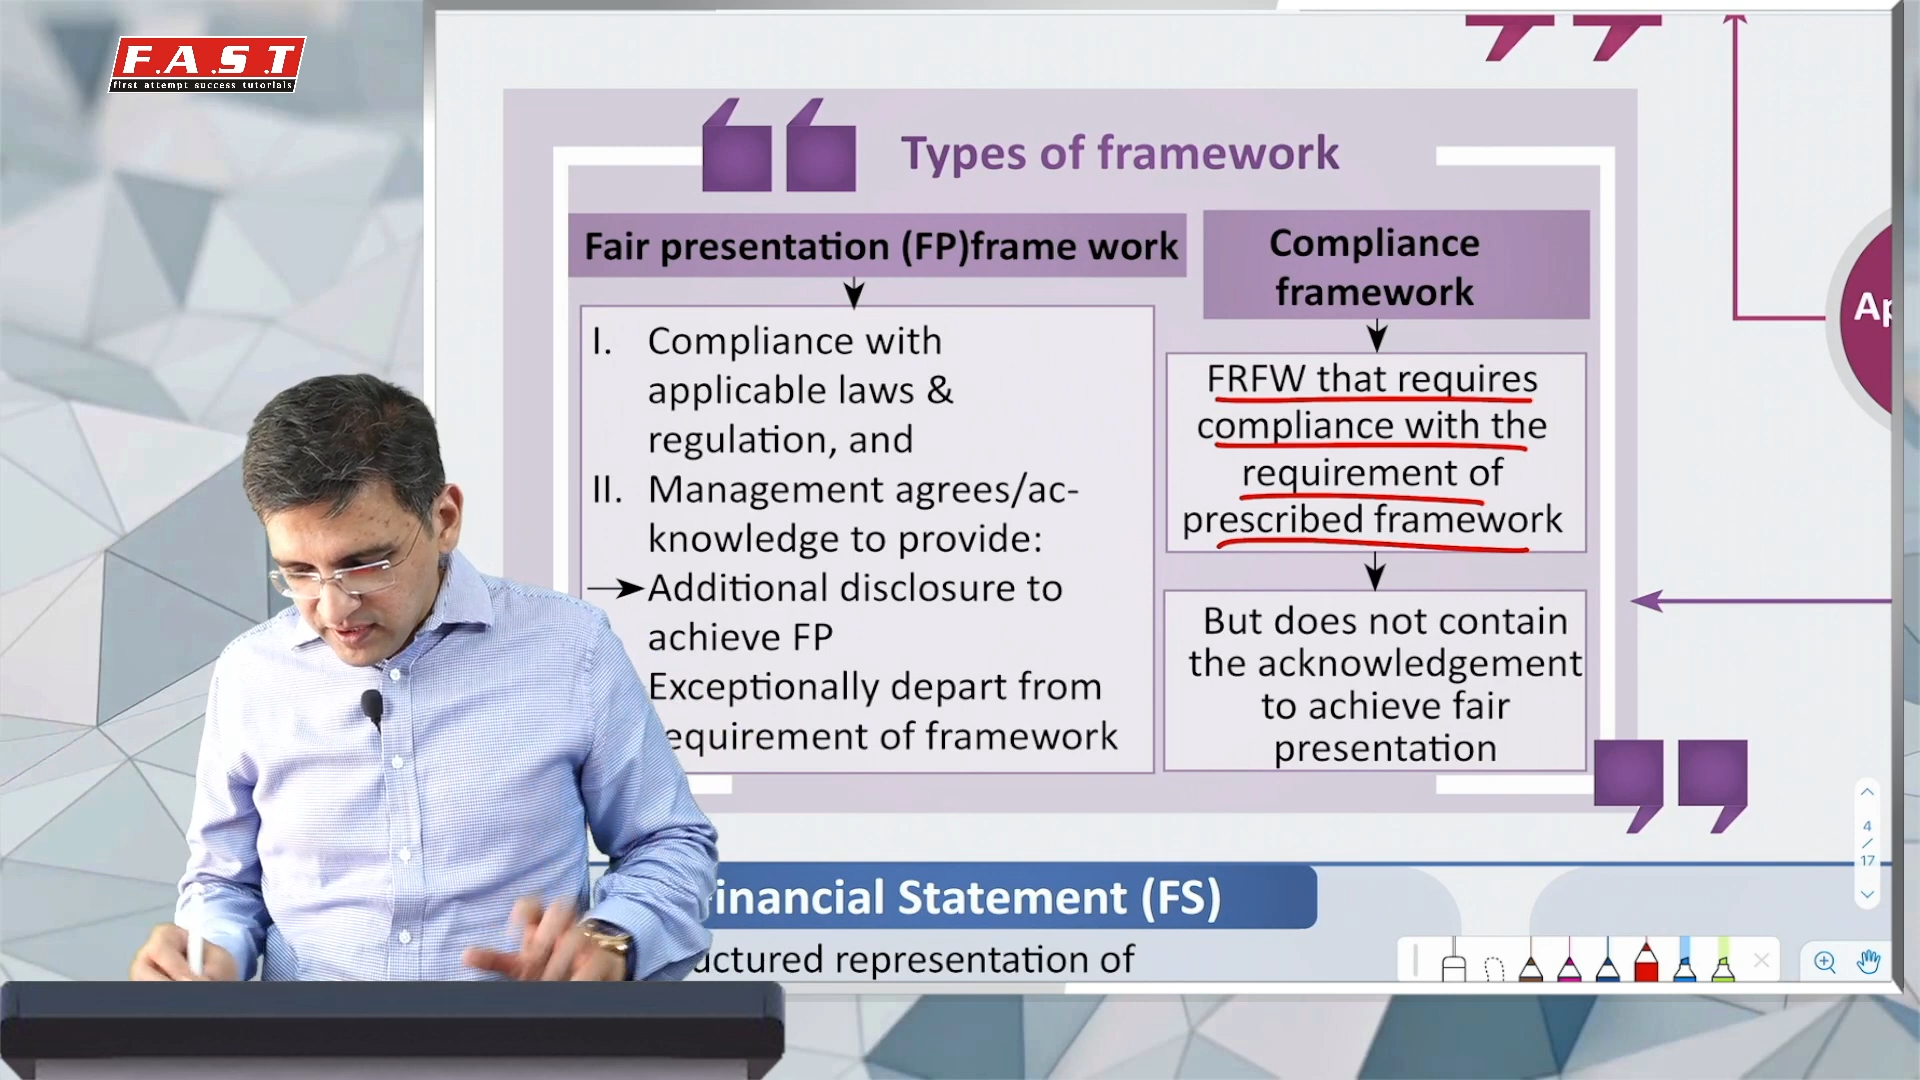 F.A.S.T
first attempt success tutorials
Types of framework
Fair presentation (FP)frame work
I. Compliance with
applicable laws &
regulation, and
II. Management agrees/ac-
knowledge to provide:
Additional disclosure to
achieve FP
Exceptionally depart from
equirement of framework
Compliance
framework
FRFW that requires
compliance with the
requirement of
prescribed framework
But does not contain
the acknowledgement
to achieve fair
presentation
Ap
inancial Statement (FS)
uctured representation of
4
/
17